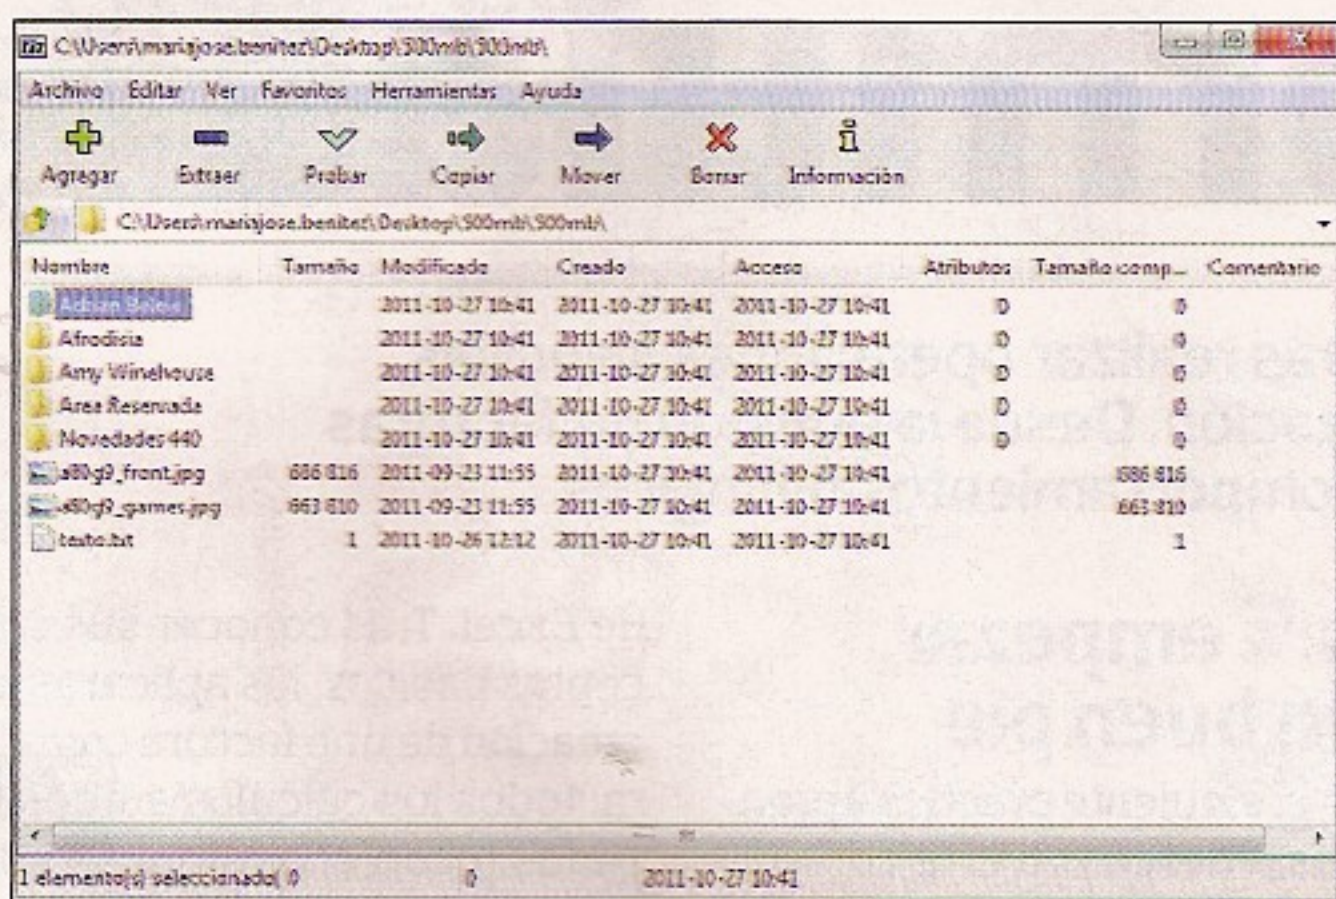 C:\Users\mariajose.benitez\Desktop\500mb\500mb\
Archivo Editar Ver Favoritos Herramientas Ayuda
Agregar Extraer Probar Copiar Mover Borrar Información
C:\Users\mariajose.benitez\Desktop\500mb\500mb\
Nombre Tamaño Modificado Creado Acceso Atributos Tamaño comp... Comentario
2011-10-27 10:41 2011-10-27 10:41 2011-10-27 10:41 D 0
Afrodisia 2011-10-27 10:41 2011-10-27 10:41 2011-10-27 10:41 D 0
Amy Winehouse 2011-10-27 10:41 2011-10-27 10:41 2011-10-27 10:41 D 0
Area Reservada 2011-10-27 10:41 2011-10-27 10:41 2011-10-27 10:41 D 0
Novedades 440 2011-10-27 10:41 2011-10-27 10:41 2011-10-27 10:41 D 0
a80g9_front.jpg 686 816 2011-09-23 11:55 2011-10-27 10:41 2011-10-27 10:41 686 816
a80g9_games.jpg 663 810 2011-09-23 11:55 2011-10-27 10:41 2011-10-27 10:41 663 810
texto.txt 1 2011-10-26 12:12 2011-10-27 10:41 2011-10-27 10:41 1
1 elemento(s) seleccionado( 0 0 2011-10-27 10:41